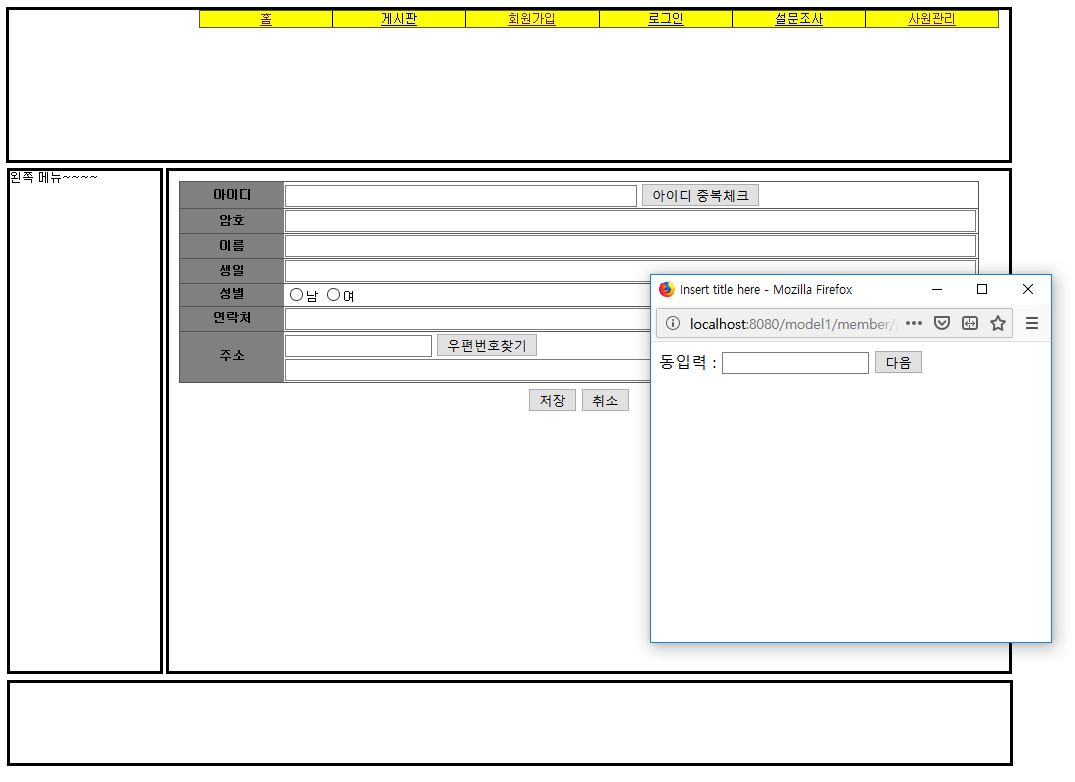 홈 게시판 회원가입 로그인 설문조사 사원관리
왼쪽 메뉴~~~~
아이디 아이디 중복체크
암호
이름
생일
성별 남 여
연락처
주소 우편번호찾기
저장 취소
Insert title here - Mozilla Firefox
localhost:8080/model1/member/
동입력 : 다음